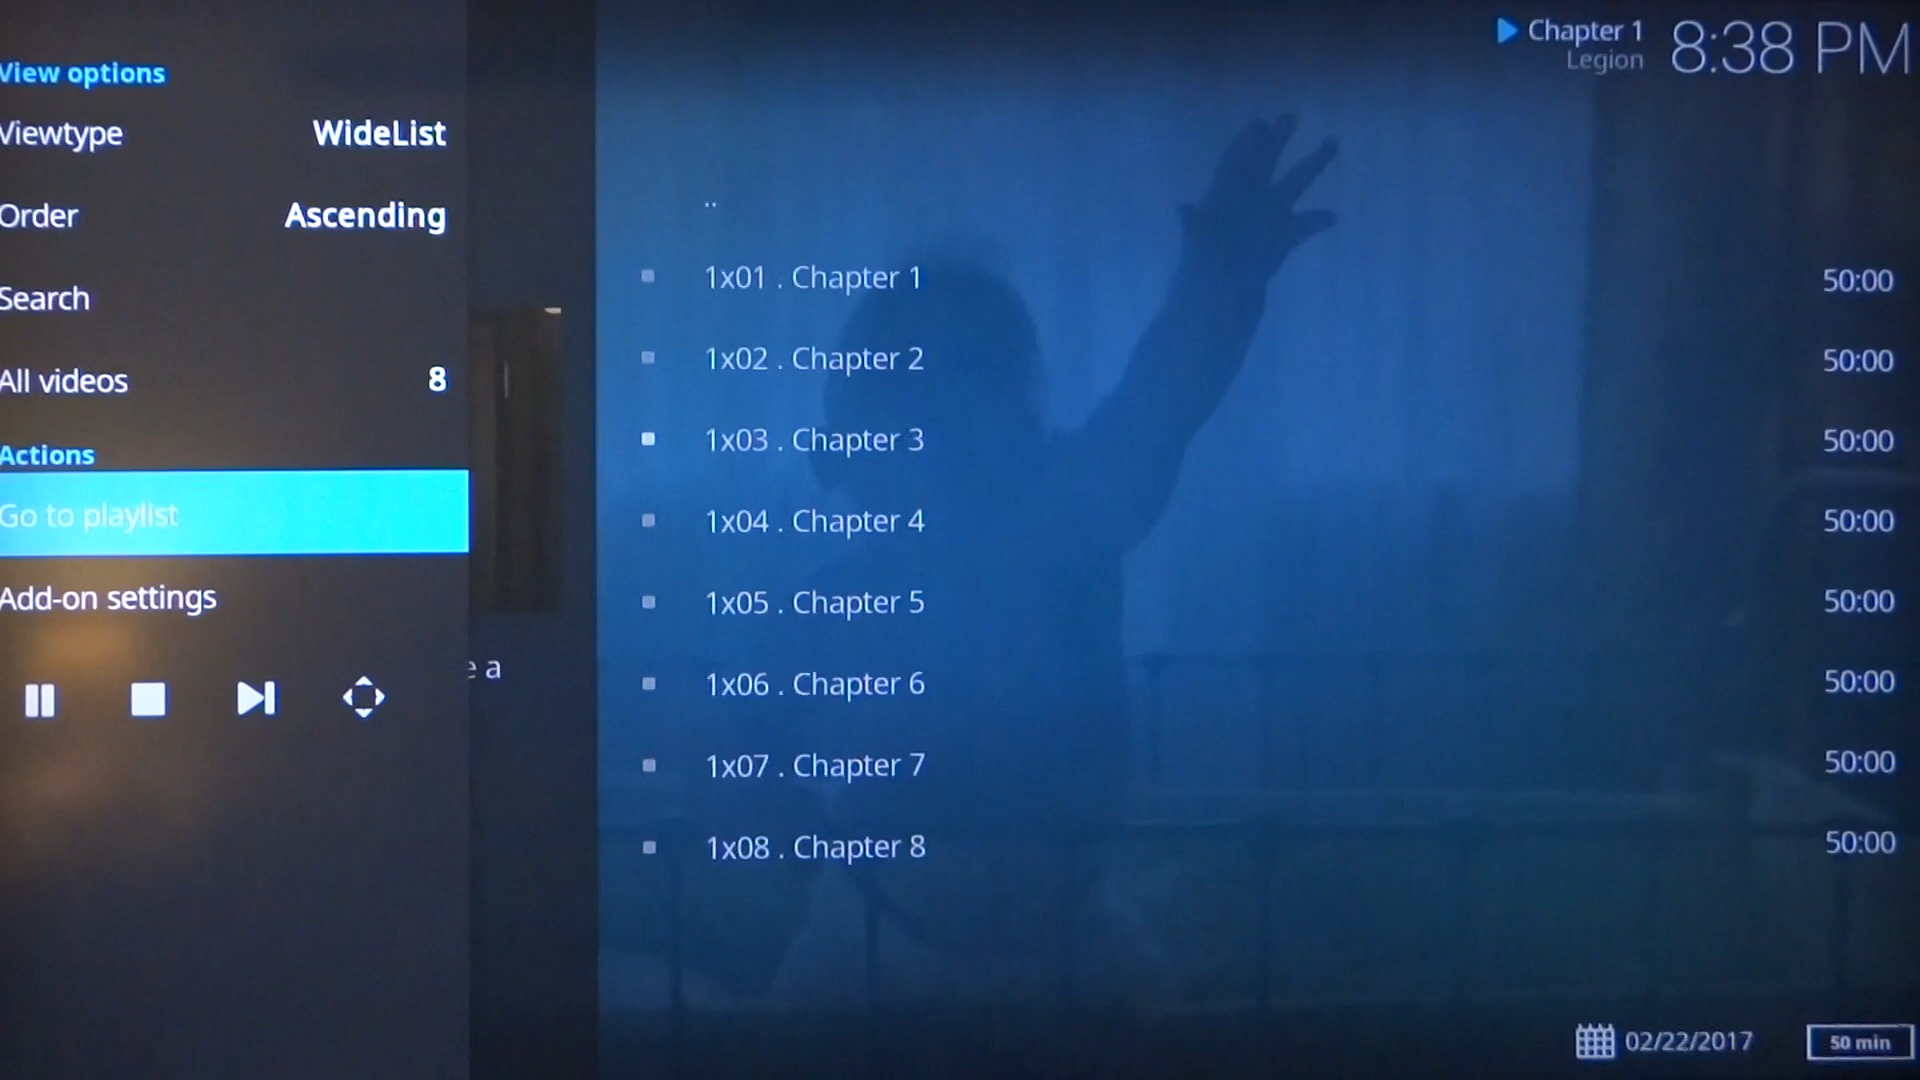 View options
Viewtype WideList
Order Ascending
Search
All videos 8
Actions
Go to playlist
Add-on settings
e a
Chapter 1
Legion
8:38 PM
..
1x01 . Chapter 1 50:00
1x02 . Chapter 2 50:00
1x03 . Chapter 3 50:00
1x04 . Chapter 4 50:00
1x05 . Chapter 5 50:00
1x06 . Chapter 6 50:00
1x07 . Chapter 7 50:00
1x08 . Chapter 8 50:00
02/22/2017 50 min